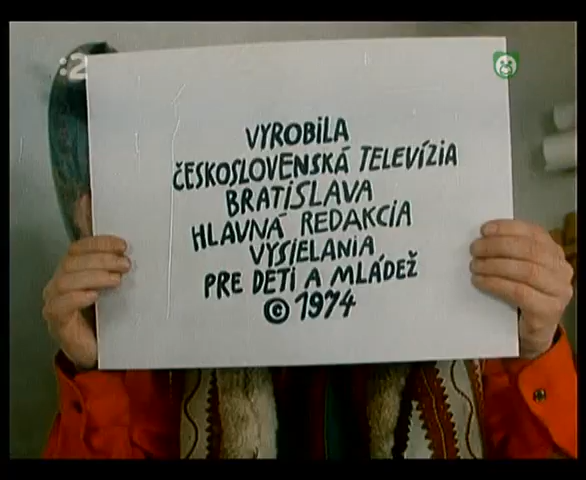 :2
VYROBILA
ČESKOSLOVENSKÁ TELEVÍZIA
BRATISLAVA
HLAVNÁ REDAKCIA
VYSIELANIA
PRE DETI A MLÁDEŽ
© 1974